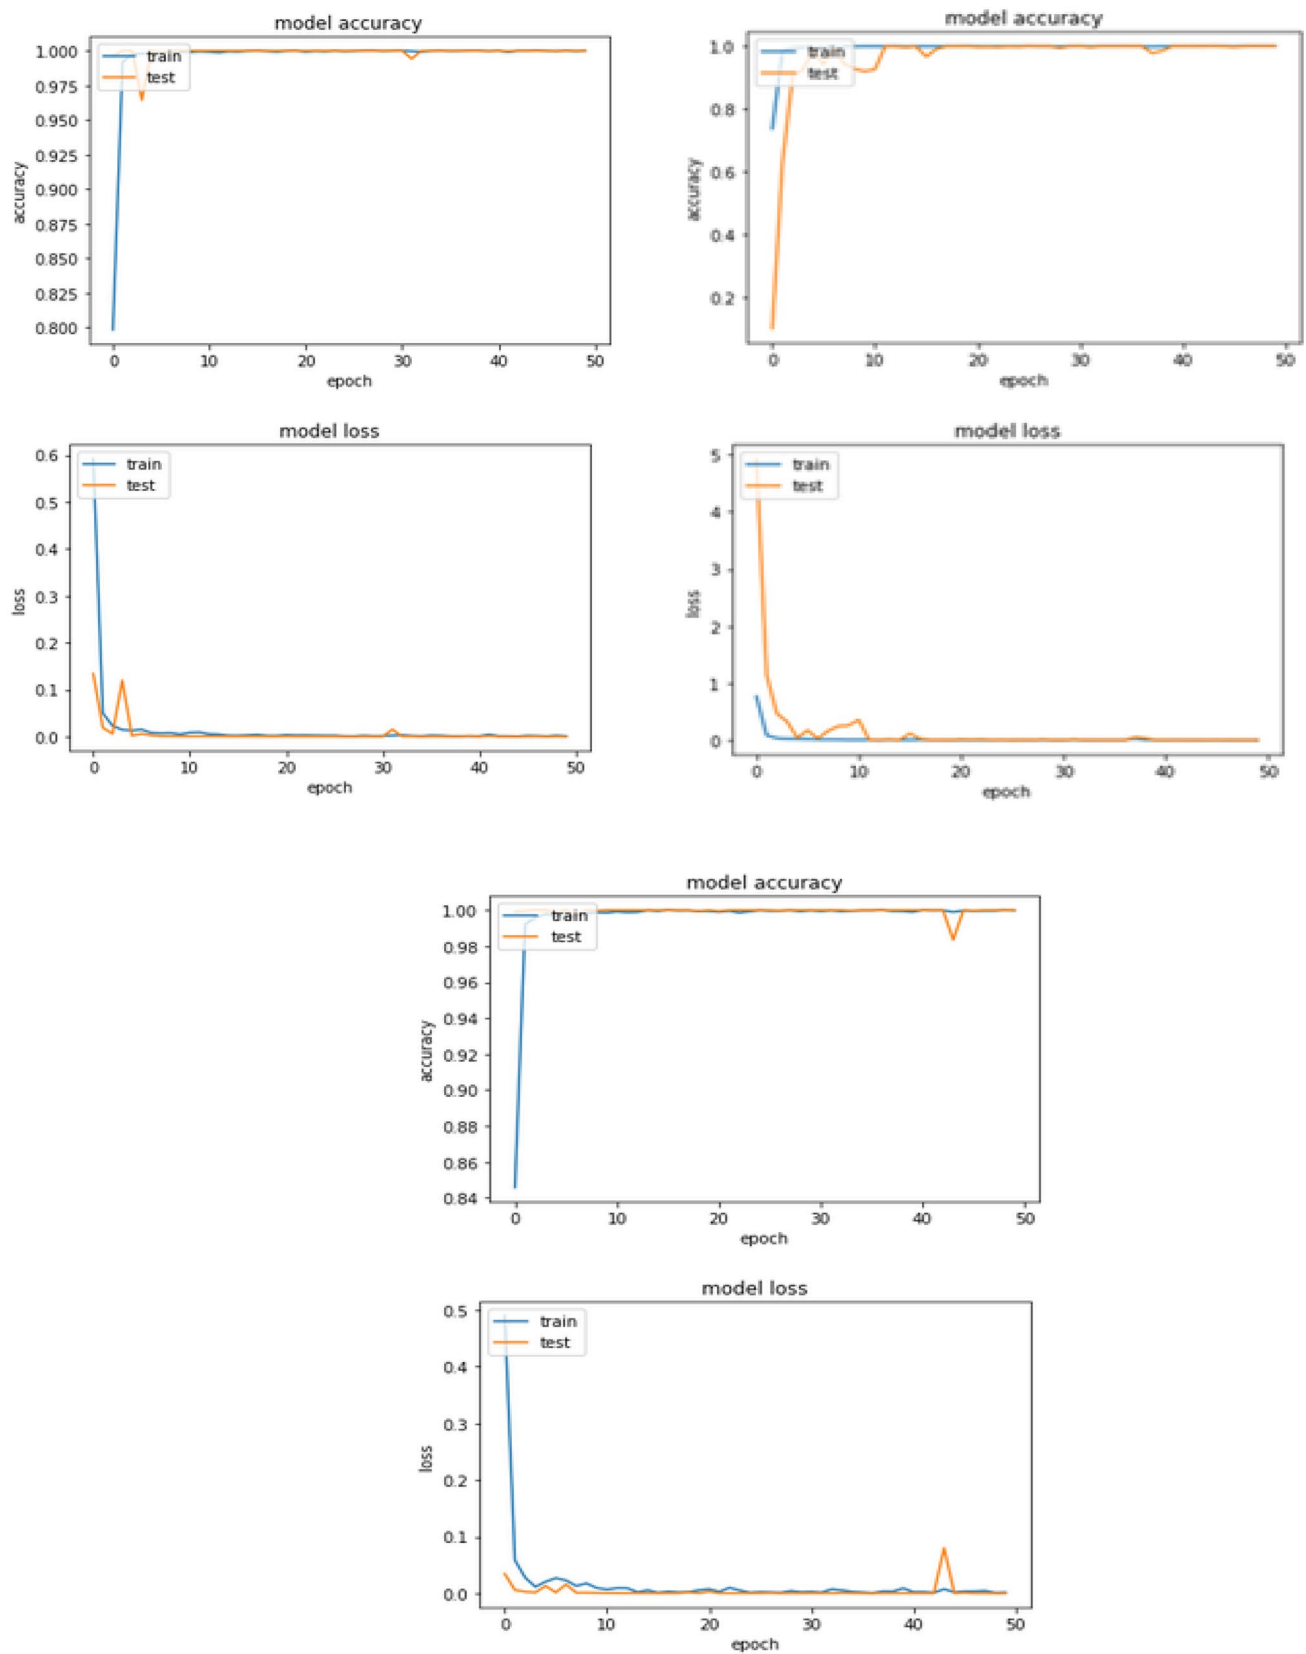 model accuracy
train
test
1.000
0.975
0.950
0.925
0.900
0.875
0.850
0.825
0.800
accuracy
0 10 20 30 40 50
epoch
model accuracy
train
test
1.0
0.8
0.6
0.4
0.2
accuracy
0 10 20 30 40 50
epoch
model loss
train
test
0.6
0.5
0.4
0.3
0.2
0.1
0.0
loss
0 10 20 30 40 50
epoch
model loss
train
test
5
4
3
2
1
0
loss
0 10 20 30 40 50
epoch
model accuracy
train
test
1.00
0.98
0.96
0.94
0.92
0.90
0.88
0.86
0.84
accuracy
0 10 20 30 40 50
epoch
model loss
train
test
0.5
0.4
0.3
0.2
0.1
0.0
loss
0 10 20 30 40 50
epoch